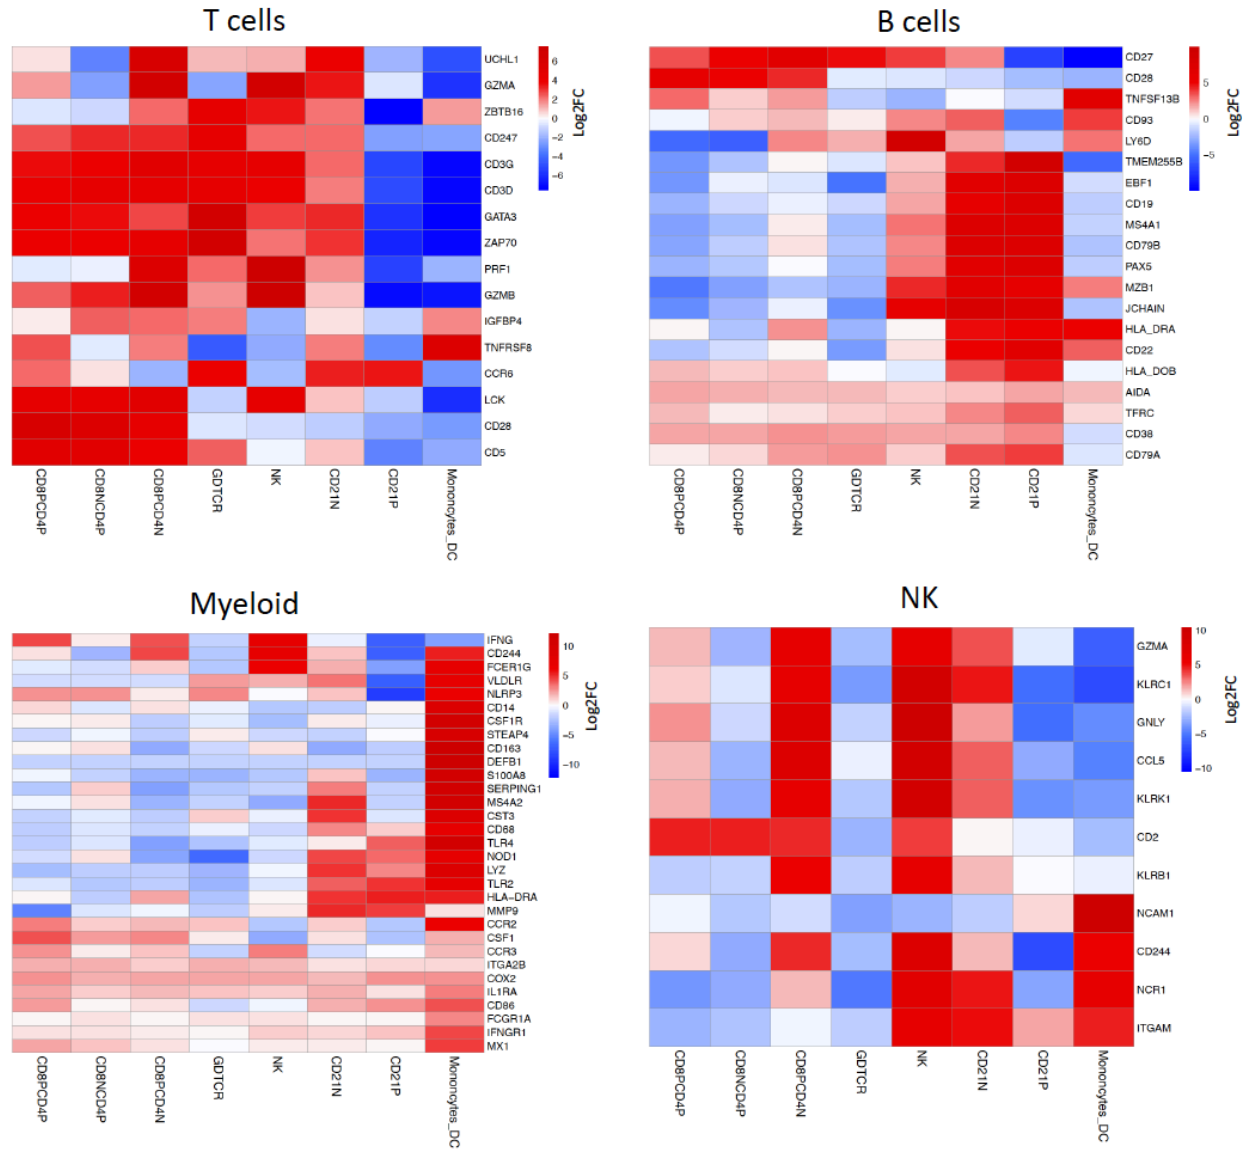 T cells
UCHL1
GZMA
ZBTB16
CD247
CD3G
CD3D
GATA3
ZAP70
PRF1
GZMB
IGFBP4
TNFRSF8
CCR6
LCK
CD28
CD5
6
4
2
0
−2
−4
−6
Log2FC
CD8PCD4P
CD8NCD4P
CD8PCD4N
GDTCR
NK
CD21N
CD21P
Mononcytes_DC
B cells
CD27
CD28
TNFSF13B
CD93
LY6D
TMEM255B
EBF1
CD19
MS4A1
CD79B
PAX5
MZB1
JCHAIN
HLA_DRA
CD22
HLA_DOB
AIDA
TFRC
CD38
CD79A
5
0
−5
Log2FC
CD8PCD4P
CD8NCD4P
CD8PCD4N
GDTCR
NK
CD21N
CD21P
Mononcytes_DC
Myeloid
IFNG
CD244
FCER1G
VLDLR
NLRP3
CD14
CSF1R
STEAP4
CD163
DEFB1
S100A8
SERPING1
MS4A2
CST3
CD68
TLR4
NOD1
LYZ
TLR2
HLA−DRA
MMP9
CCR2
CSF1
CCR3
ITGA2B
COX2
IL1RA
CD86
FCGR1A
IFNGR1
MX1
10
5
0
−5
−10
Log2FC
CD8PCD4P
CD8NCD4P
CD8PCD4N
GDTCR
NK
CD21N
CD21P
Mononcytes_DC
NK
GZMA
KLRC1
GNLY
CCL5
KLRK1
CD2
KLRB1
NCAM1
CD244
NCR1
ITGAM
10
5
0
−5
−10
Log2FC
CD8PCD4P
CD8NCD4P
CD8PCD4N
GDTCR
NK
CD21N
CD21P
Mononcytes_DC